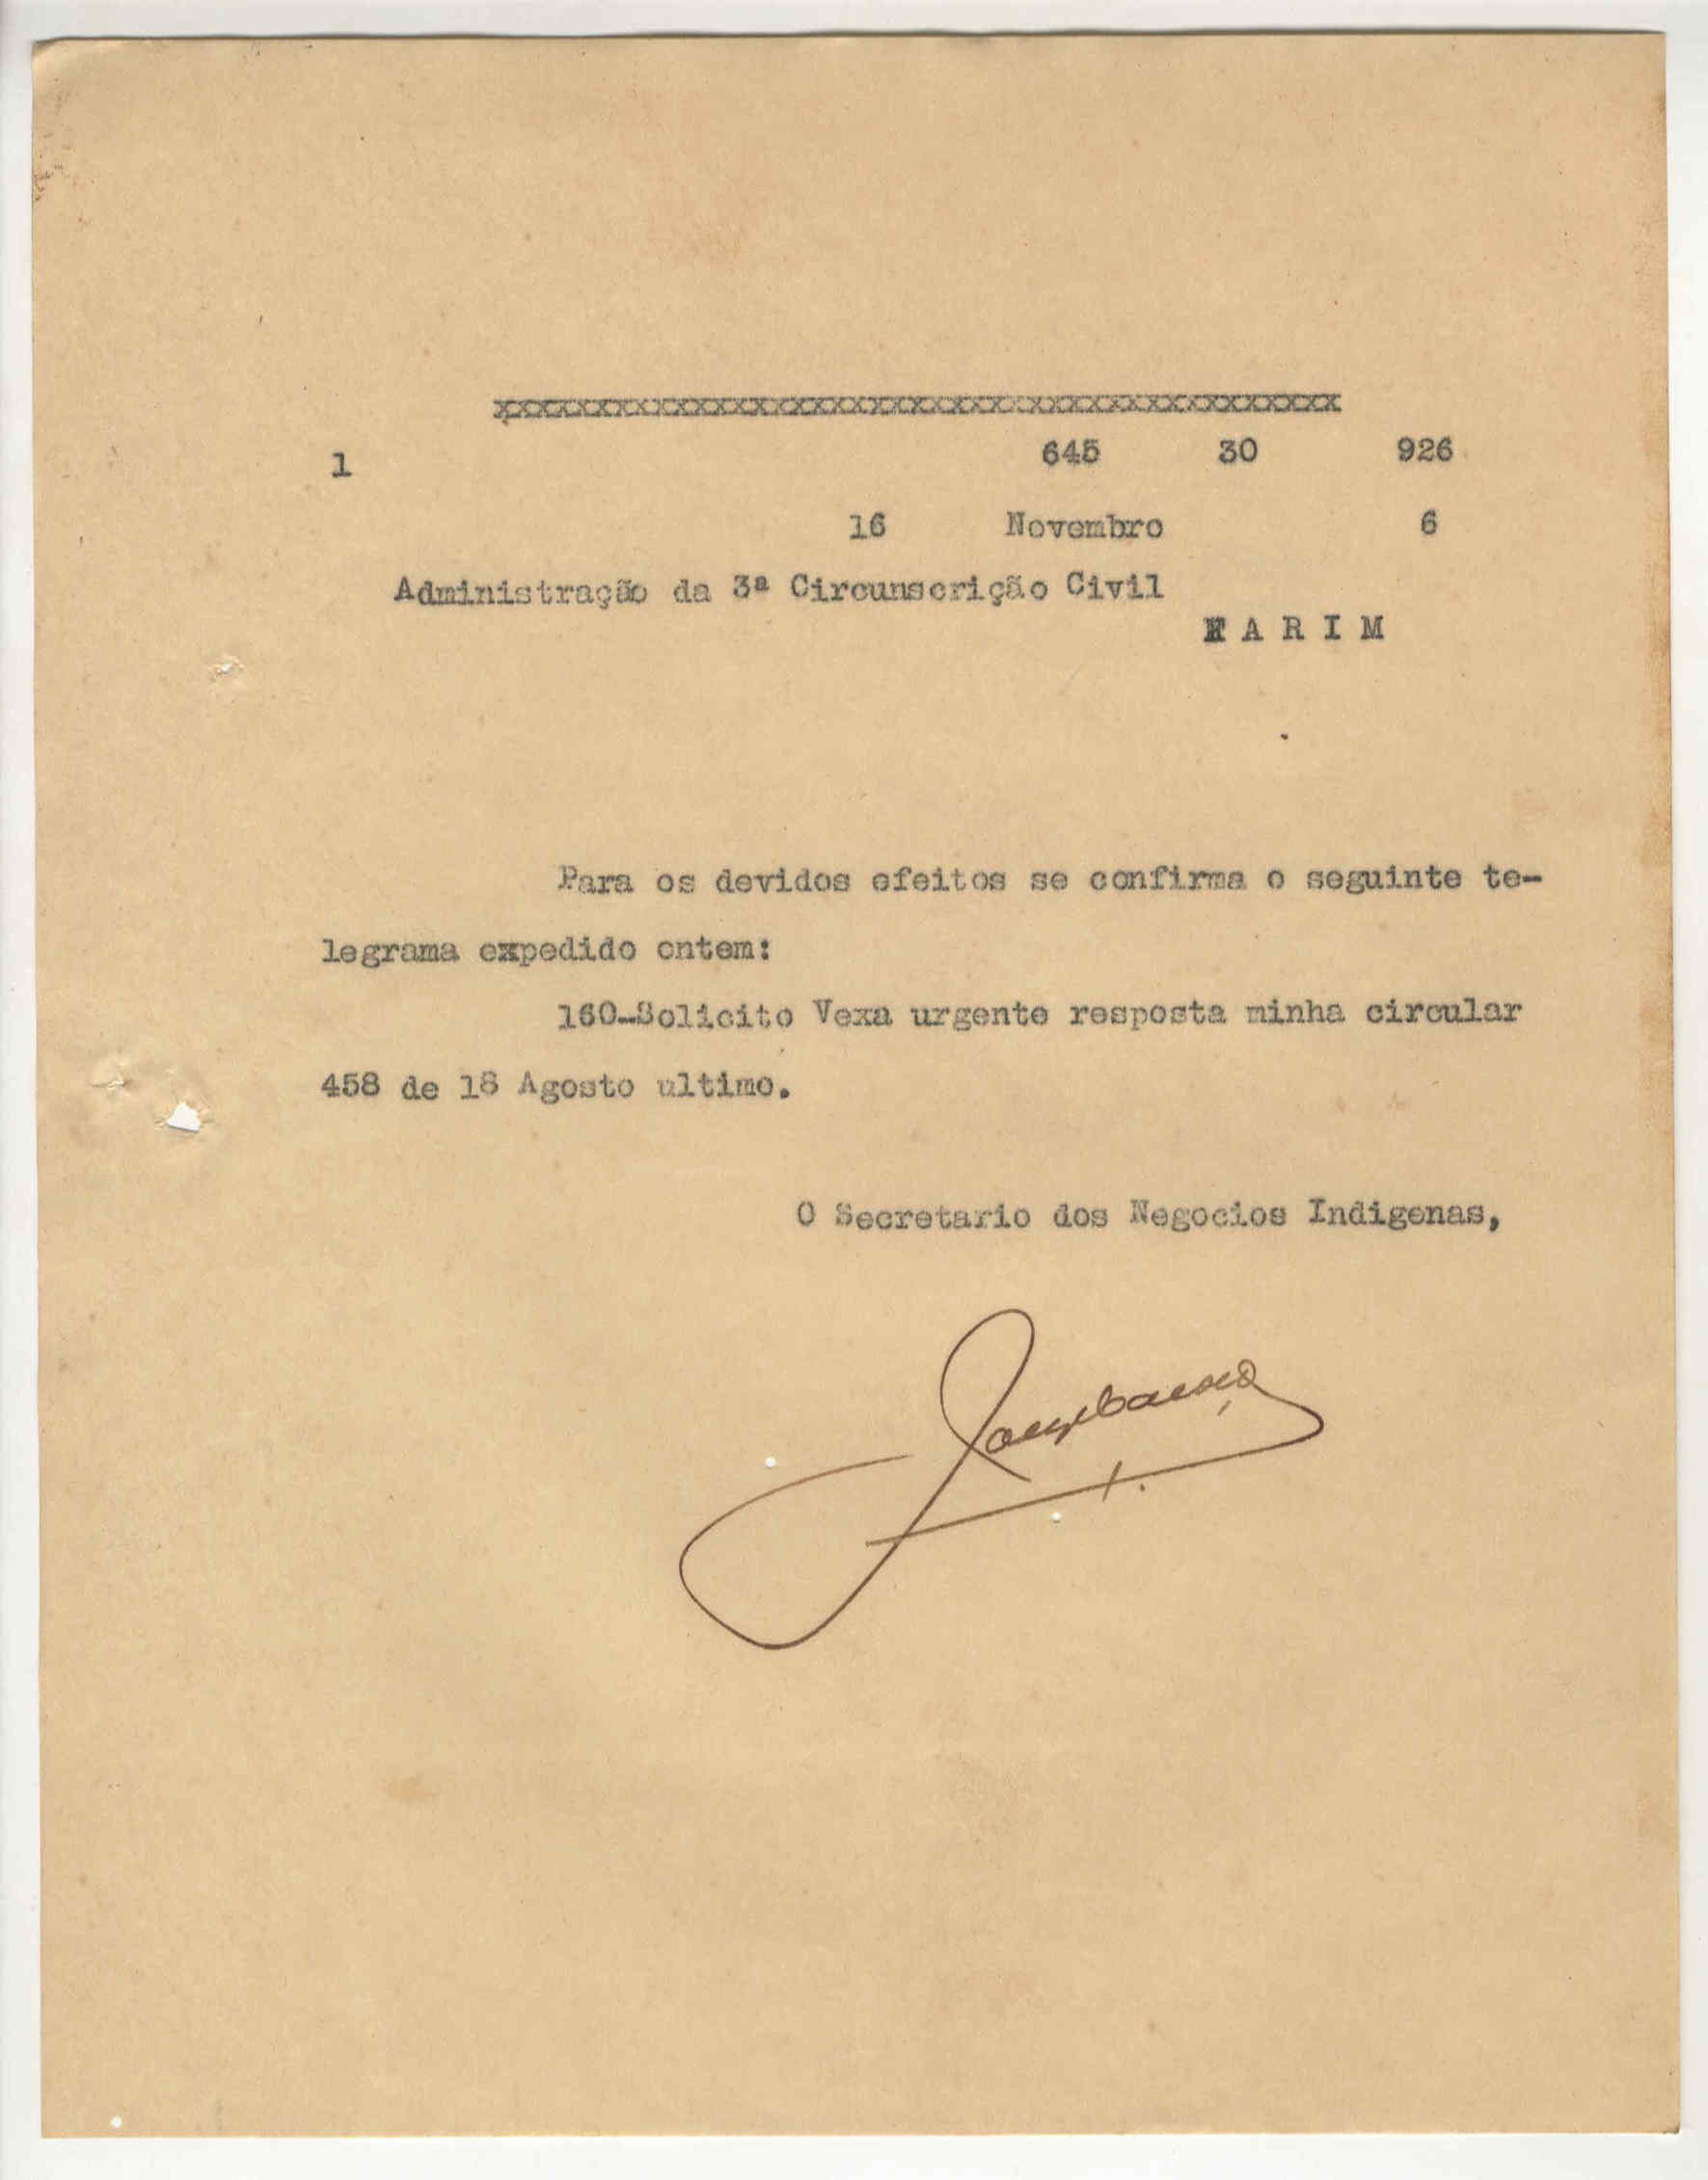 xxxxxxxxxxxxxxxxxxxxxxxxxxxxxxxxxxxxxxxxxxx
1 645 30 926
16 Novembro 6
Administração da 3ª Circunscrição Civil
FARIM
Para os devidos efeitos se confirma o seguinte te-
legrama expedido ontem:
160-Solicito Vexa urgente resposta minha circular
458 de 18 Agosto ultimo.
O Secretario dos Negocios Indigenas,